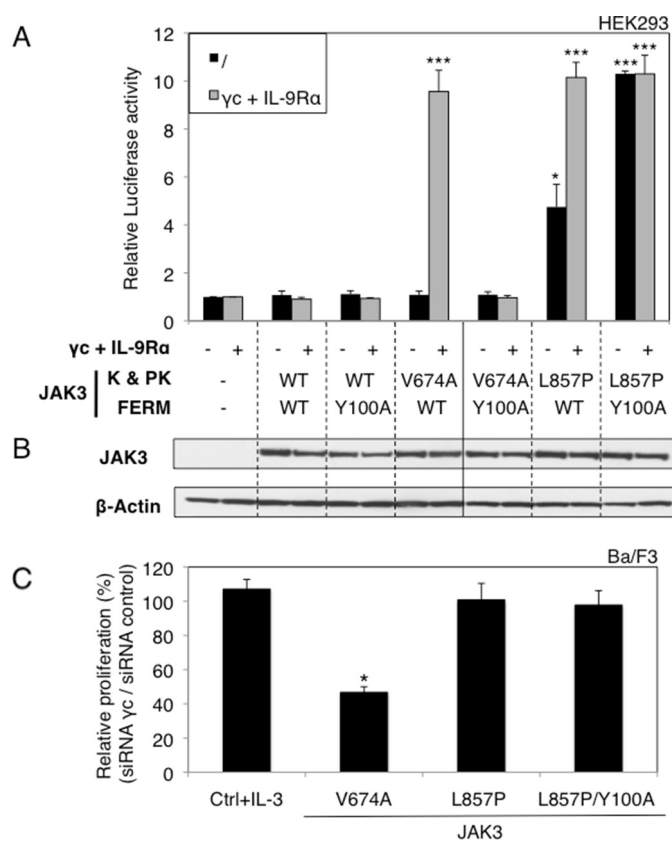 A
HEK293
Relative Luciferase activity
12
10
8
6
4
2
0
/
γc + IL-9Rα
***
*
***
***
***
γc + IL-9Rα - + - + - + - + - + - + - +
JAK3
K & PK - WT WT V674A V674A L857P L857P
FERM - WT Y100A WT Y100A WT Y100A
B
JAK3
β-Actin
C
Ba/F3
Relative proliferation (%)
(siRNA γc / siRNA control)
120
100
80
60
40
20
0
*
Ctrl+IL-3 V674A L857P L857P/Y100A
JAK3